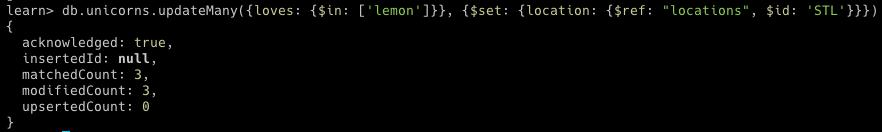 learn> db.unicorns.updateMany({loves: {$in: ['lemon']}}, {$set: {location: {$ref: "locations", $id: 'STL'}}})
{
  acknowledged: true,
  insertedId: null,
  matchedCount: 3,
  modifiedCount: 3,
  upsertedCount: 0
}